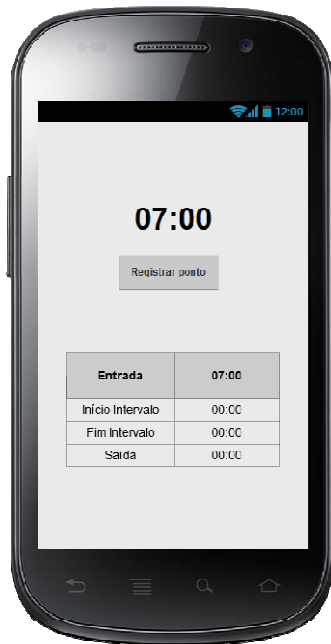 12:00
07:00
Registrar ponto
Entrada 07:00
Início Intervalo 00:00
Fim Intervalo 00:00
Saída 00:00